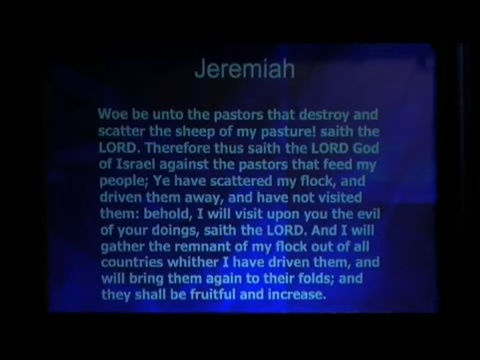 Jeremiah
Woe be unto the pastors that destroy and
scatter the sheep of my pasture! saith the
LORD. Therefore thus saith the LORD God
of Israel against the pastors that feed my
people; Ye have scattered my flock, and
driven them away, and have not visited
them: behold, I will visit upon you the evil
of your doings, saith the LORD. And I will
gather the remnant of my flock out of all
countries whither I have driven them, and
will bring them again to their folds; and
they shall be fruitful and increase.